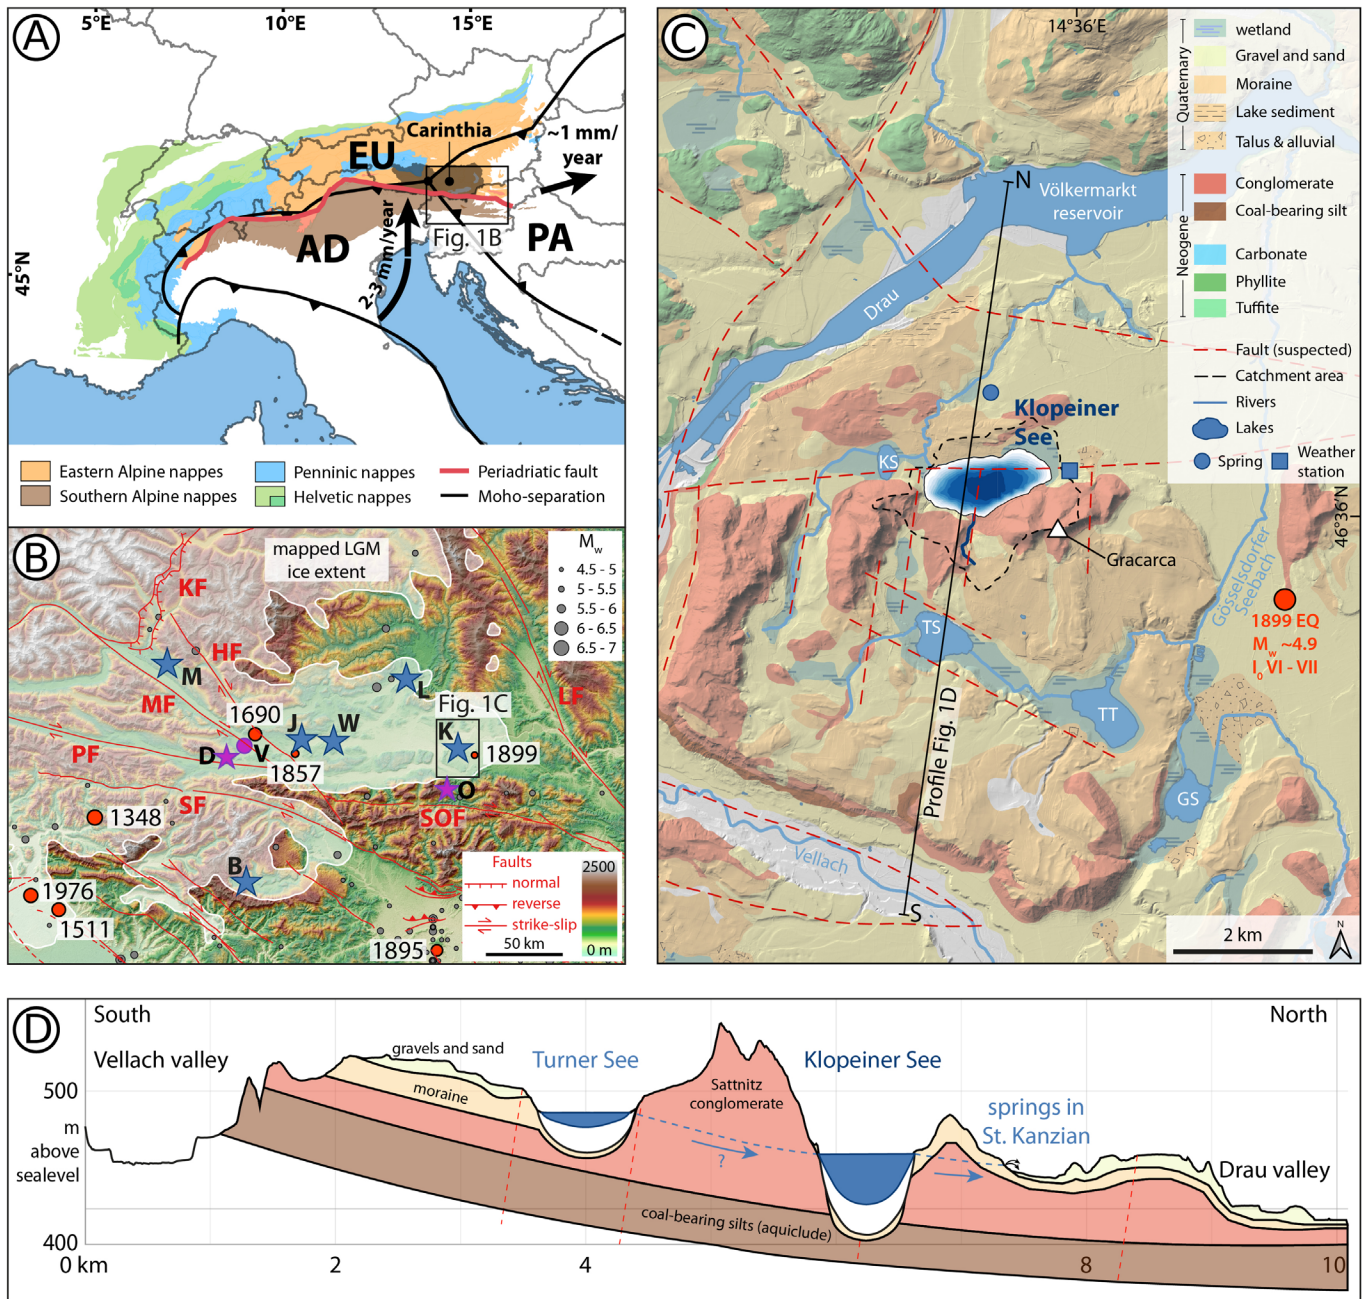 A
5°E
10°E
15°E
45°N
Carinthia
EU
~1 mm/
year
AD
2-3 mm/year
Fig. 1B
PA
Eastern Alpine nappes
Penninic nappes
Periadriatic fault
Southern Alpine nappes
Helvetic nappes
Moho-separation
B
mapped LGM
ice extent
Mw
4.5 - 5
5 - 5.5
5.5 - 6
6 - 6.5
6.5 - 7
KF
HF
M
MF
L
LF
Fig. 1C
1690
J
W
K
PF
D
V
1899
1857
O
SF
SOF
1348
B
Faults
normal
reverse
strike-slip
50 km
2500
0 m
1976
1511
1895
C
14°36'E
46°36'N
Quaternary
wetland
Gravel and sand
Moraine
Lake sediment
Talus & alluvial
Neogene
Conglomerate
Coal-bearing silt
Carbonate
Phyllite
Tuffite
Fault (suspected)
Catchment area
Rivers
Lakes
Spring
Weather
station
N
Völkermarkt
reservoir
Drau
Klopeiner
See
KS
Gracarca
Gösselsdorfer
Seebach
1899 EQ
Mw ~4.9
I0 VI - VII
TS
TT
GS
Profile Fig. 1D
Vellach
S
2 km
N
D
South
North
Vellach valley
gravels and sand
Turner See
Klopeiner See
moraine
Sattnitz
conglomerate
springs in
St. Kanzian
Drau valley
500
m
above
sealevel
?
coal-bearing silts (aquiclude)
400
0 km
2
4
6
8
10